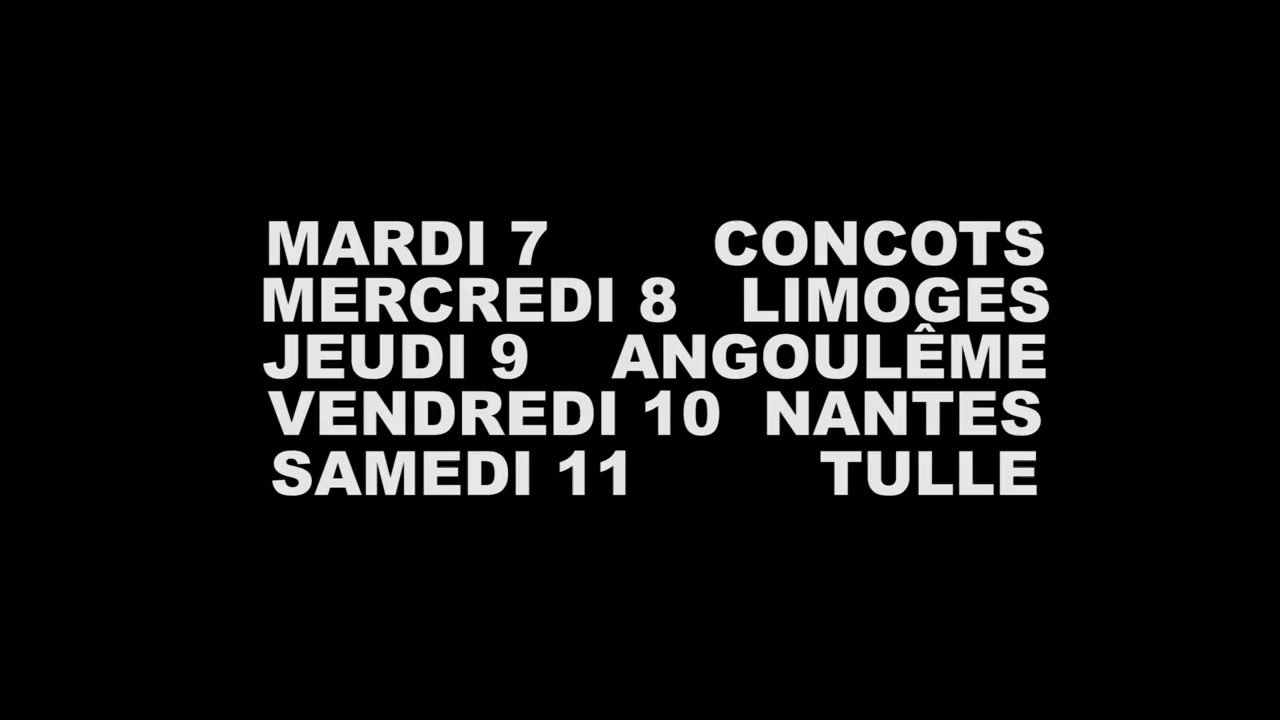 MARDI 7 CONCOTS
MERCREDI 8 LIMOGES
JEUDI 9 ANGOULÊME
VENDREDI 10 NANTES
SAMEDI 11 TULLE